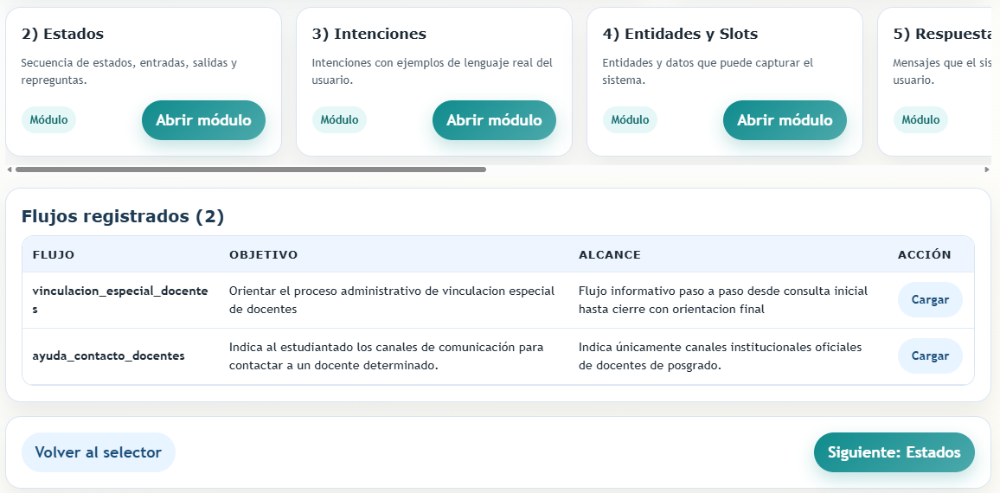 2) Estados
Secuencia de estados, entradas, salidas y
repreguntas.
Módulo
Abrir módulo
3) Intenciones
Intenciones con ejemplos de lenguaje real del
usuario.
Módulo
Abrir módulo
4) Entidades y Slots
Entidades y datos que puede capturar el
sistema.
Módulo
Abrir módulo
5) Respuesta
Mensajes que el sis
usuario.
Módulo
Flujos registrados (2)
FLUJO OBJETIVO ALCANCE ACCIÓN
vinculacion_especial_docente
s
Orientar el proceso administrativo de vinculacion especial
de docentes
Flujo informativo paso a paso desde consulta inicial
hasta cierre con orientacion final
Cargar
ayuda_contacto_docentes
Indica al estudiantado los canales de comunicación para
contactar a un docente determinado.
Indica únicamente canales institucionales oficiales
de docentes de posgrado.
Cargar
Volver al selector
Siguiente: Estados